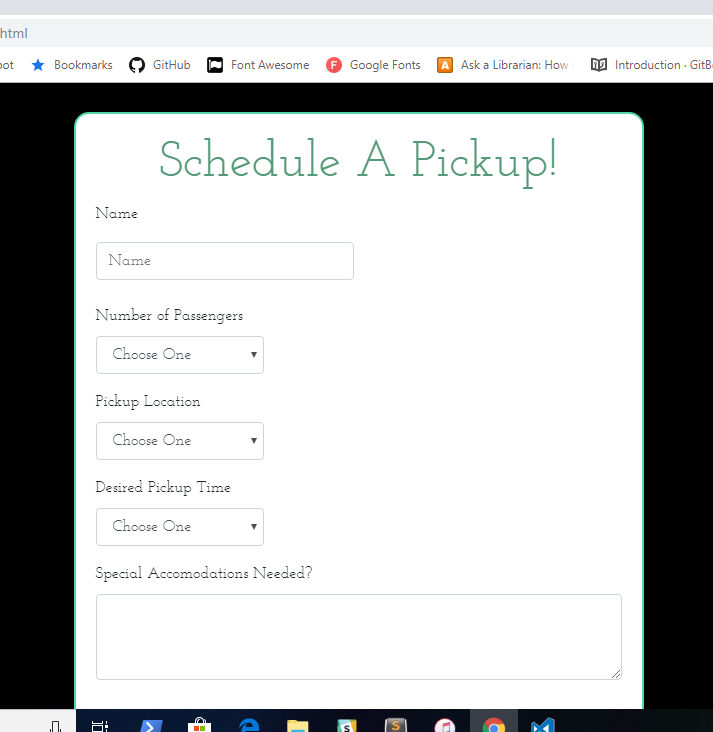 html
ot Bookmarks GitHub Font Awesome F Google Fonts A Ask a Librarian: How Introduction · GitB
Schedule A Pickup!
Name
Name
Number of Passengers
Choose One
Pickup Location
Choose One
Desired Pickup Time
Choose One
Special Accomodations Needed?